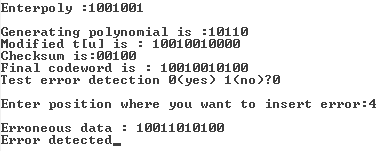 Enterpoly :1001001
Generating polynomial is :10110
Modified t[u] is : 10010010000
Checksum is:00100
Final codeword is : 10010010100
Test error detection 0(yes) 1(no)?0
Enter position where you want to insert error:4
Erroneous data : 10011010100
Error detected_